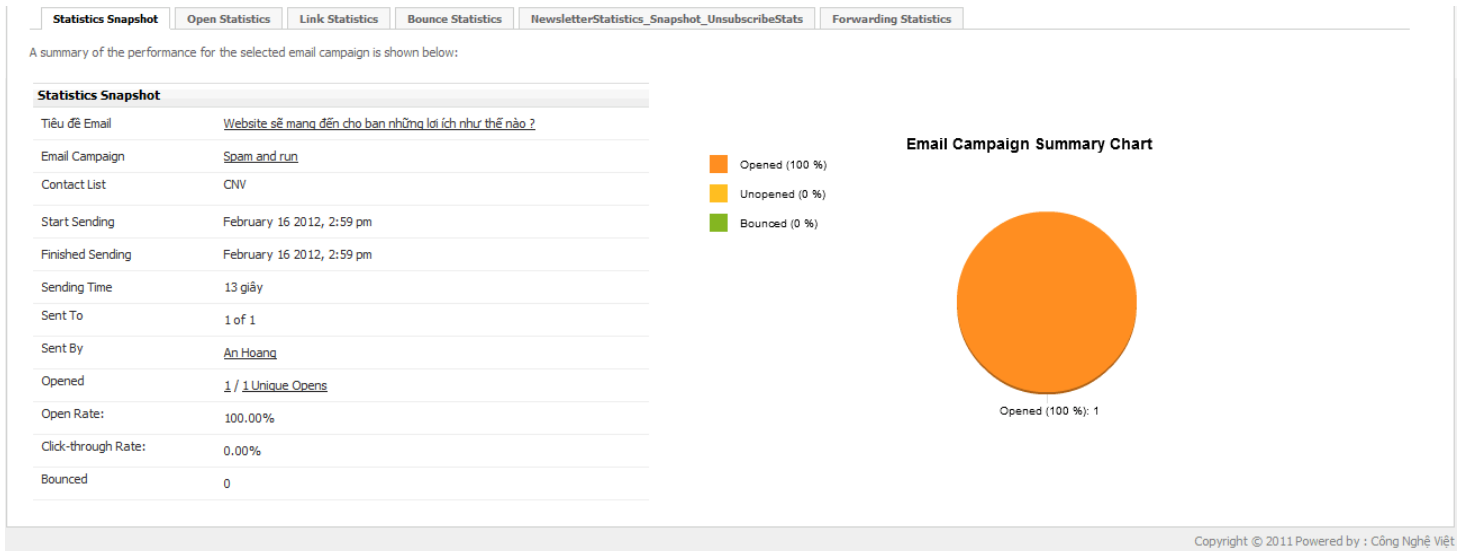 Statistics Snapshot Open Statistics Link Statistics Bounce Statistics NewsletterStatistics_Snapshot_UnsubscribeStats Forwarding Statistics
A summary of the performance for the selected email campaign is shown below:
Statistics Snapshot
Tiêu đề Email Website sẽ mang đến cho bạn những lợi ích như thế nào ?
Email Campaign Spam and run
Contact List CNV
Start Sending February 16 2012, 2:59 pm
Finished Sending February 16 2012, 2:59 pm
Sending Time 13 giây
Sent To 1 of 1
Sent By An Hoang
Opened 1 / 1 Unique Opens
Open Rate: 100.00%
Click-through Rate: 0.00%
Bounced 0
Email Campaign Summary Chart
Opened (100 %)
Unopened (0 %)
Bounced (0 %)
Opened (100 %): 1
Copyright © 2011 Powered by : Công Nghệ Việt